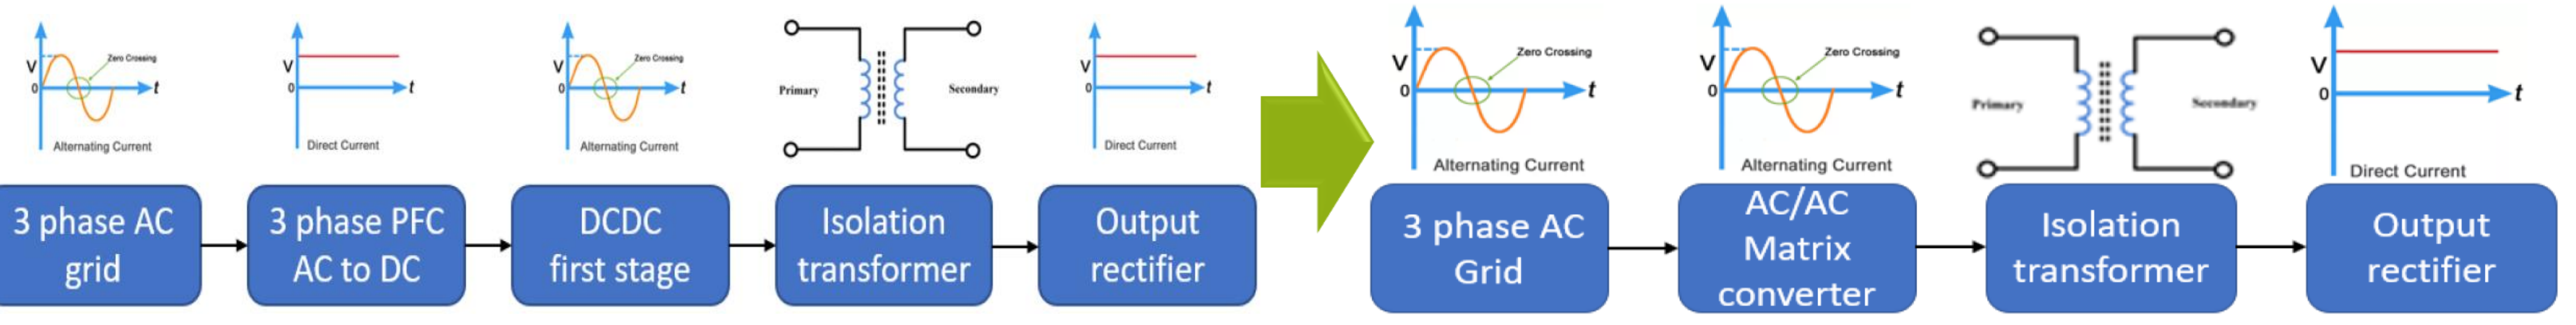 V
0
Zero Crossing
t
Alternating Current
3 phase AC
grid
V
0
t
Direct Current
3 phase PFC
AC to DC
V
0
Zero Crossing
t
Alternating Current
DCDC
first stage
Primary
Secondary
Isolation
transformer
V
0
t
Direct Current
Output
rectifier
V
0
Zero Crossing
t
Alternating Current
3 phase AC
Grid
V
0
Zero Crossing
t
Alternating Current
AC/AC
Matrix
converter
Primary
Secondary
Isolation
transformer
V
0
t
Direct Current
Output
rectifier